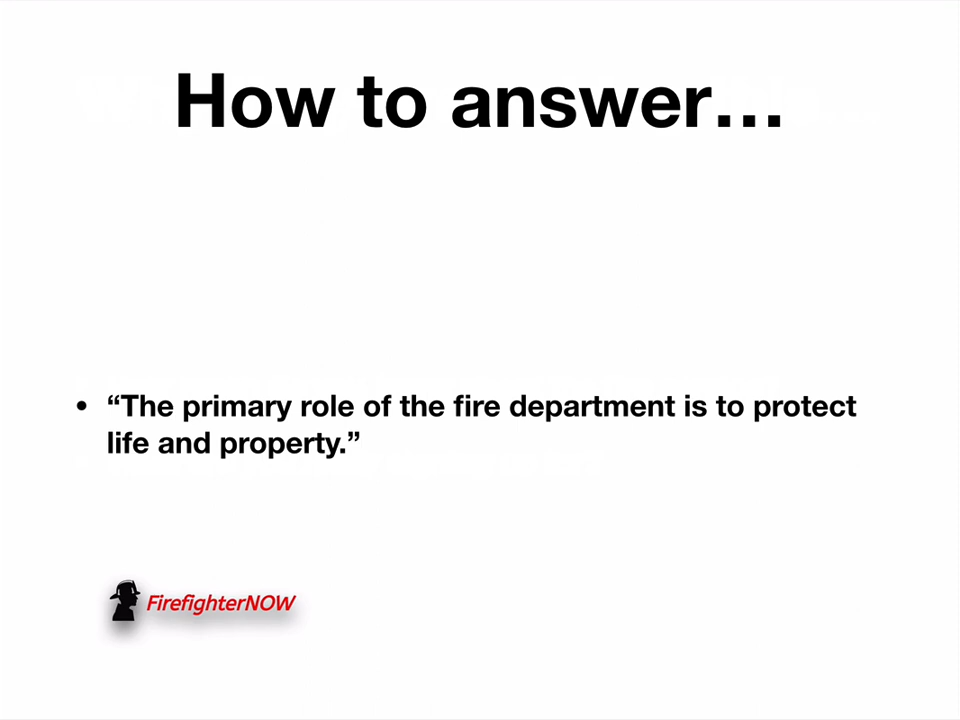 How to answer…
• “The primary role of the fire department is to protect
life and property.”
FirefighterNOW